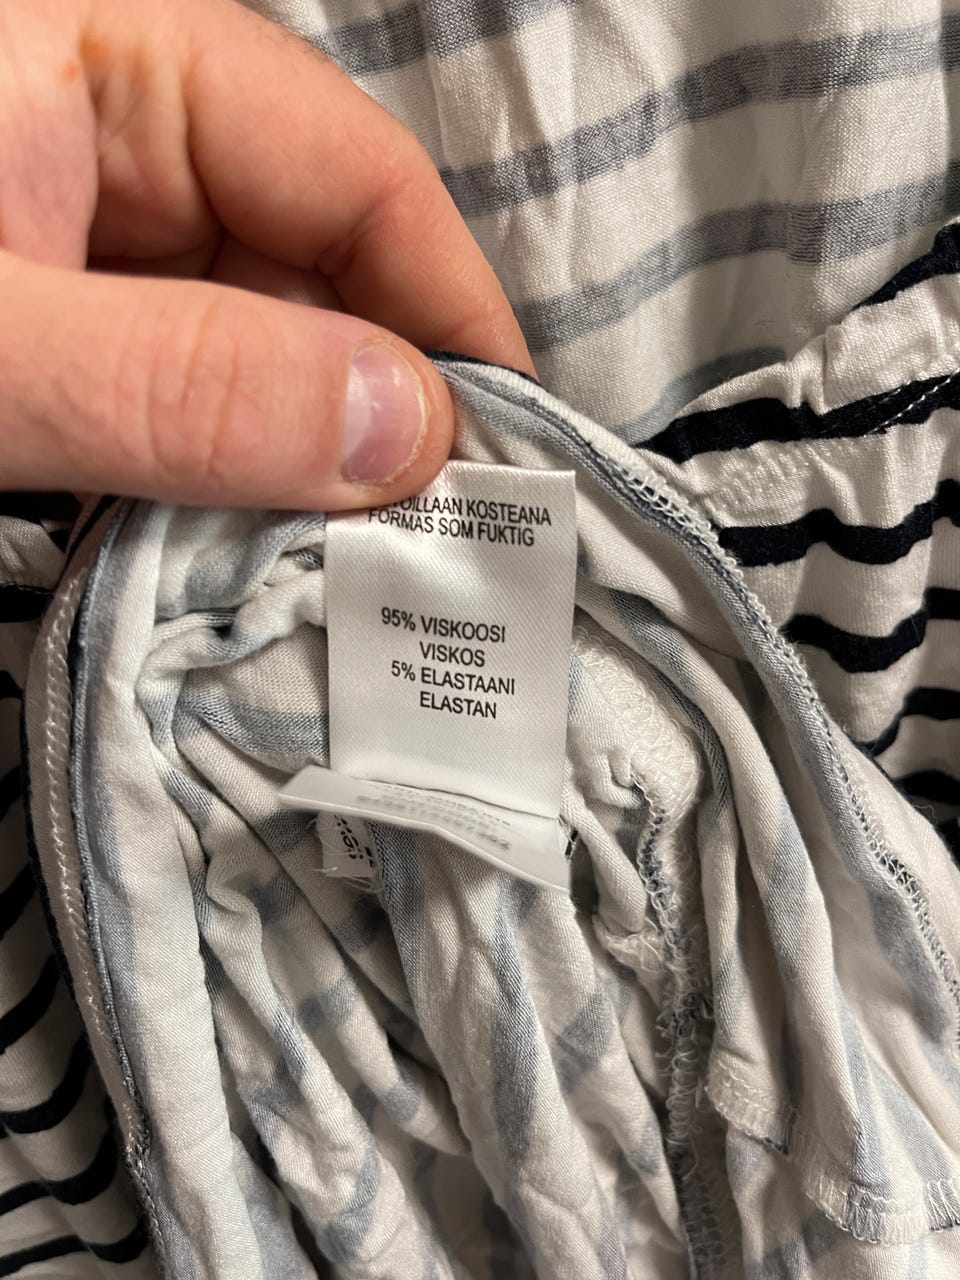 KOSTEANA
FORMAS SOM FUKTIG
95% VISKOOSI
VISKOS
5% ELASTAANI
ELASTAN